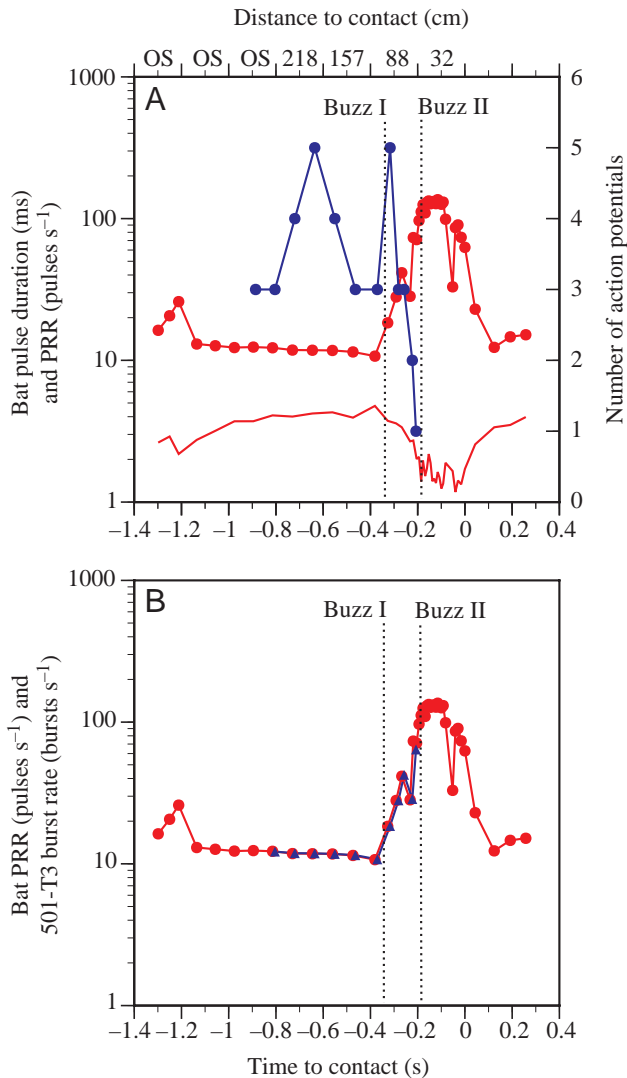 Distance to contact (cm)
OS OS OS 218 157 88 32
1000 6
A Buzz I Buzz II
5
100 4
Bat pulse duration (ms)
and PRR (pulses s⁻¹)
Number of action potentials
3
10 2
1
1 0
–1.4 –1.2 –1 –0.8 –0.6 –0.4 –0.2 0 0.2 0.4
1000
B Buzz I Buzz II
100
Bat PRR (pulses s⁻¹) and
501-T3 burst rate (bursts s⁻¹)
10
1
–1.4 –1.2 –1 –0.8 –0.6 –0.4 –0.2 0 0.2 0.4
Time to contact (s)